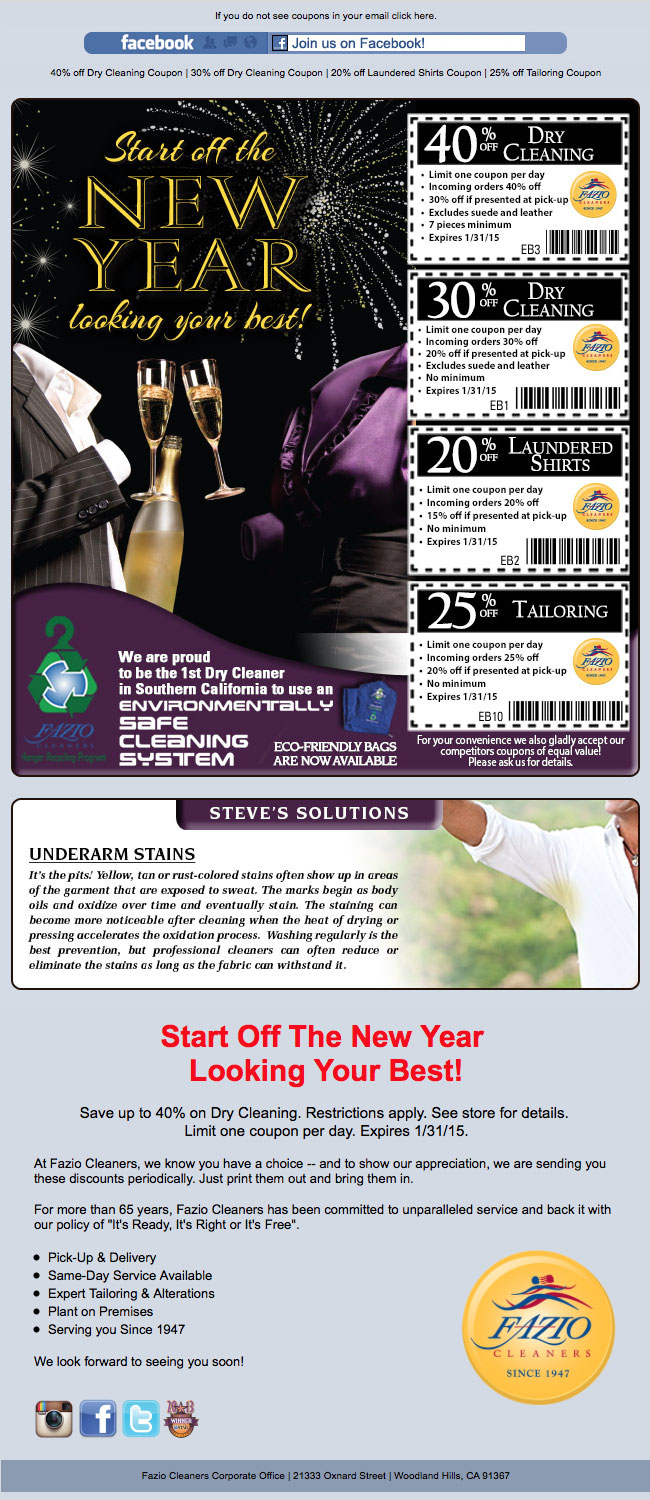 If you do not see coupons in your email click here.
facebook
Join us on Facebook!
40% off Dry Cleaning Coupon | 30% off Dry Cleaning Coupon | 20% off Laundered Shirts Coupon | 25% off Tailoring Coupon
Start off the
NEW
YEAR
looking your best!
40% OFF DRY CLEANING
• Limit one coupon per day
• Incoming orders 40% off
• 30% off if presented at pick-up
• Excludes suede and leather
• 7 pieces minimum
• Expires 1/31/15
EB3
FAZIO
CLEANERS
SINCE 1947
30% OFF DRY CLEANING
• Limit one coupon per day
• Incoming orders 30% off
• 20% off if presented at pick-up
• Excludes suede and leather
• No minimum
• Expires 1/31/15
EB1
FAZIO
CLEANERS
SINCE 1947
20% OFF LAUNDERED SHIRTS
• Limit one coupon per day
• Incoming orders 20% off
• 15% off if presented at pick-up
• No minimum
• Expires 1/31/15
EB2
FAZIO
CLEANERS
SINCE 1947
25% OFF TAILORING
• Limit one coupon per day
• Incoming orders 25% off
• 20% off if presented at pick-up
• No minimum
• Expires 1/31/15
EB10
FAZIO
CLEANERS
SINCE 1947
For your convenience we also gladly accept our
competitors coupons of equal value!
Please ask us for details.
FAZIO
CLEANERS
Hanger Recycling Program
We are proud
to be the 1st Dry Cleaner
in Southern California to use an
ENVIRONMENTALLY
SAFE
CLEANING
SYSTEM
ECO-FRIENDLY BAGS
ARE NOW AVAILABLE
STEVE'S SOLUTIONS
UNDERARM STAINS
It's the pits! Yellow, tan or rust-colored stains often show up in areas
of the garment that are exposed to sweat. The marks begin as body
oils and oxidize over time and eventually stain. The staining can
become more noticeable after cleaning when the heat of drying or
pressing accelerates the oxidation process. Washing regularly is the
best prevention, but professional cleaners can often reduce or
eliminate the stains as long as the fabric can withstand it.
Start Off The New Year
Looking Your Best!
Save up to 40% on Dry Cleaning. Restrictions apply. See store for details.
Limit one coupon per day. Expires 1/31/15.
At Fazio Cleaners, we know you have a choice -- and to show our appreciation, we are sending you
these discounts periodically. Just print them out and bring them in.
For more than 65 years, Fazio Cleaners has been committed to unparalleled service and back it with
our policy of "It's Ready, It's Right or It's Free".
• Pick-Up & Delivery
• Same-Day Service Available
• Expert Tailoring & Alterations
• Plant on Premises
• Serving you Since 1947
We look forward to seeing you soon!
FAZIO
CLEANERS
SINCE 1947
WINNER
Fazio Cleaners Corporate Office | 21333 Oxnard Street | Woodland Hills, CA 91367